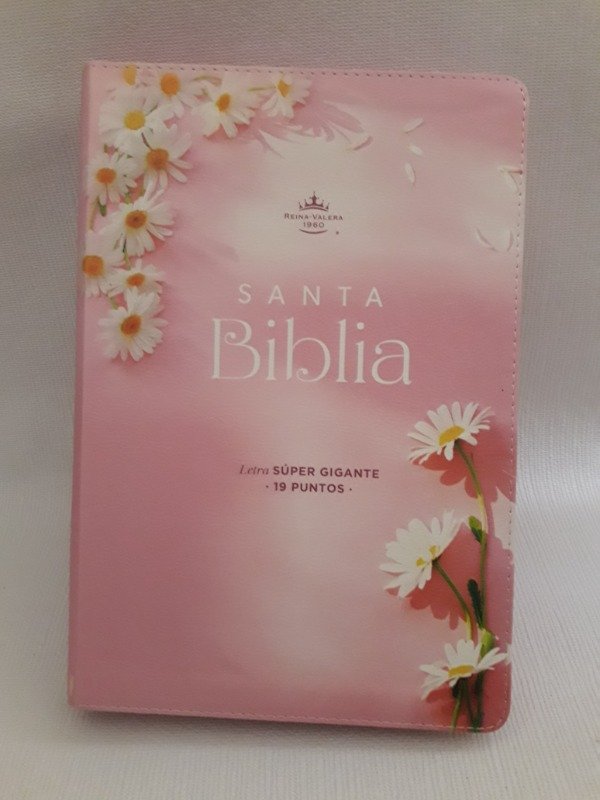 REINA-VALERA
1960
SANTA
Biblia
Letra SÚPER GIGANTE
· 19 PUNTOS ·